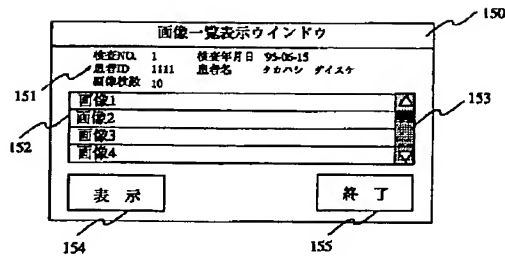 画像一覧表示ウインドウ
150
検査NO. 1 検査年月日 95-06-15
患者ID 1111 患者名 タカハシ ダイスケ
画像枚数 10
151
画像1
画像2
画像3
画像4
152
153
表 示
終 了
154
155